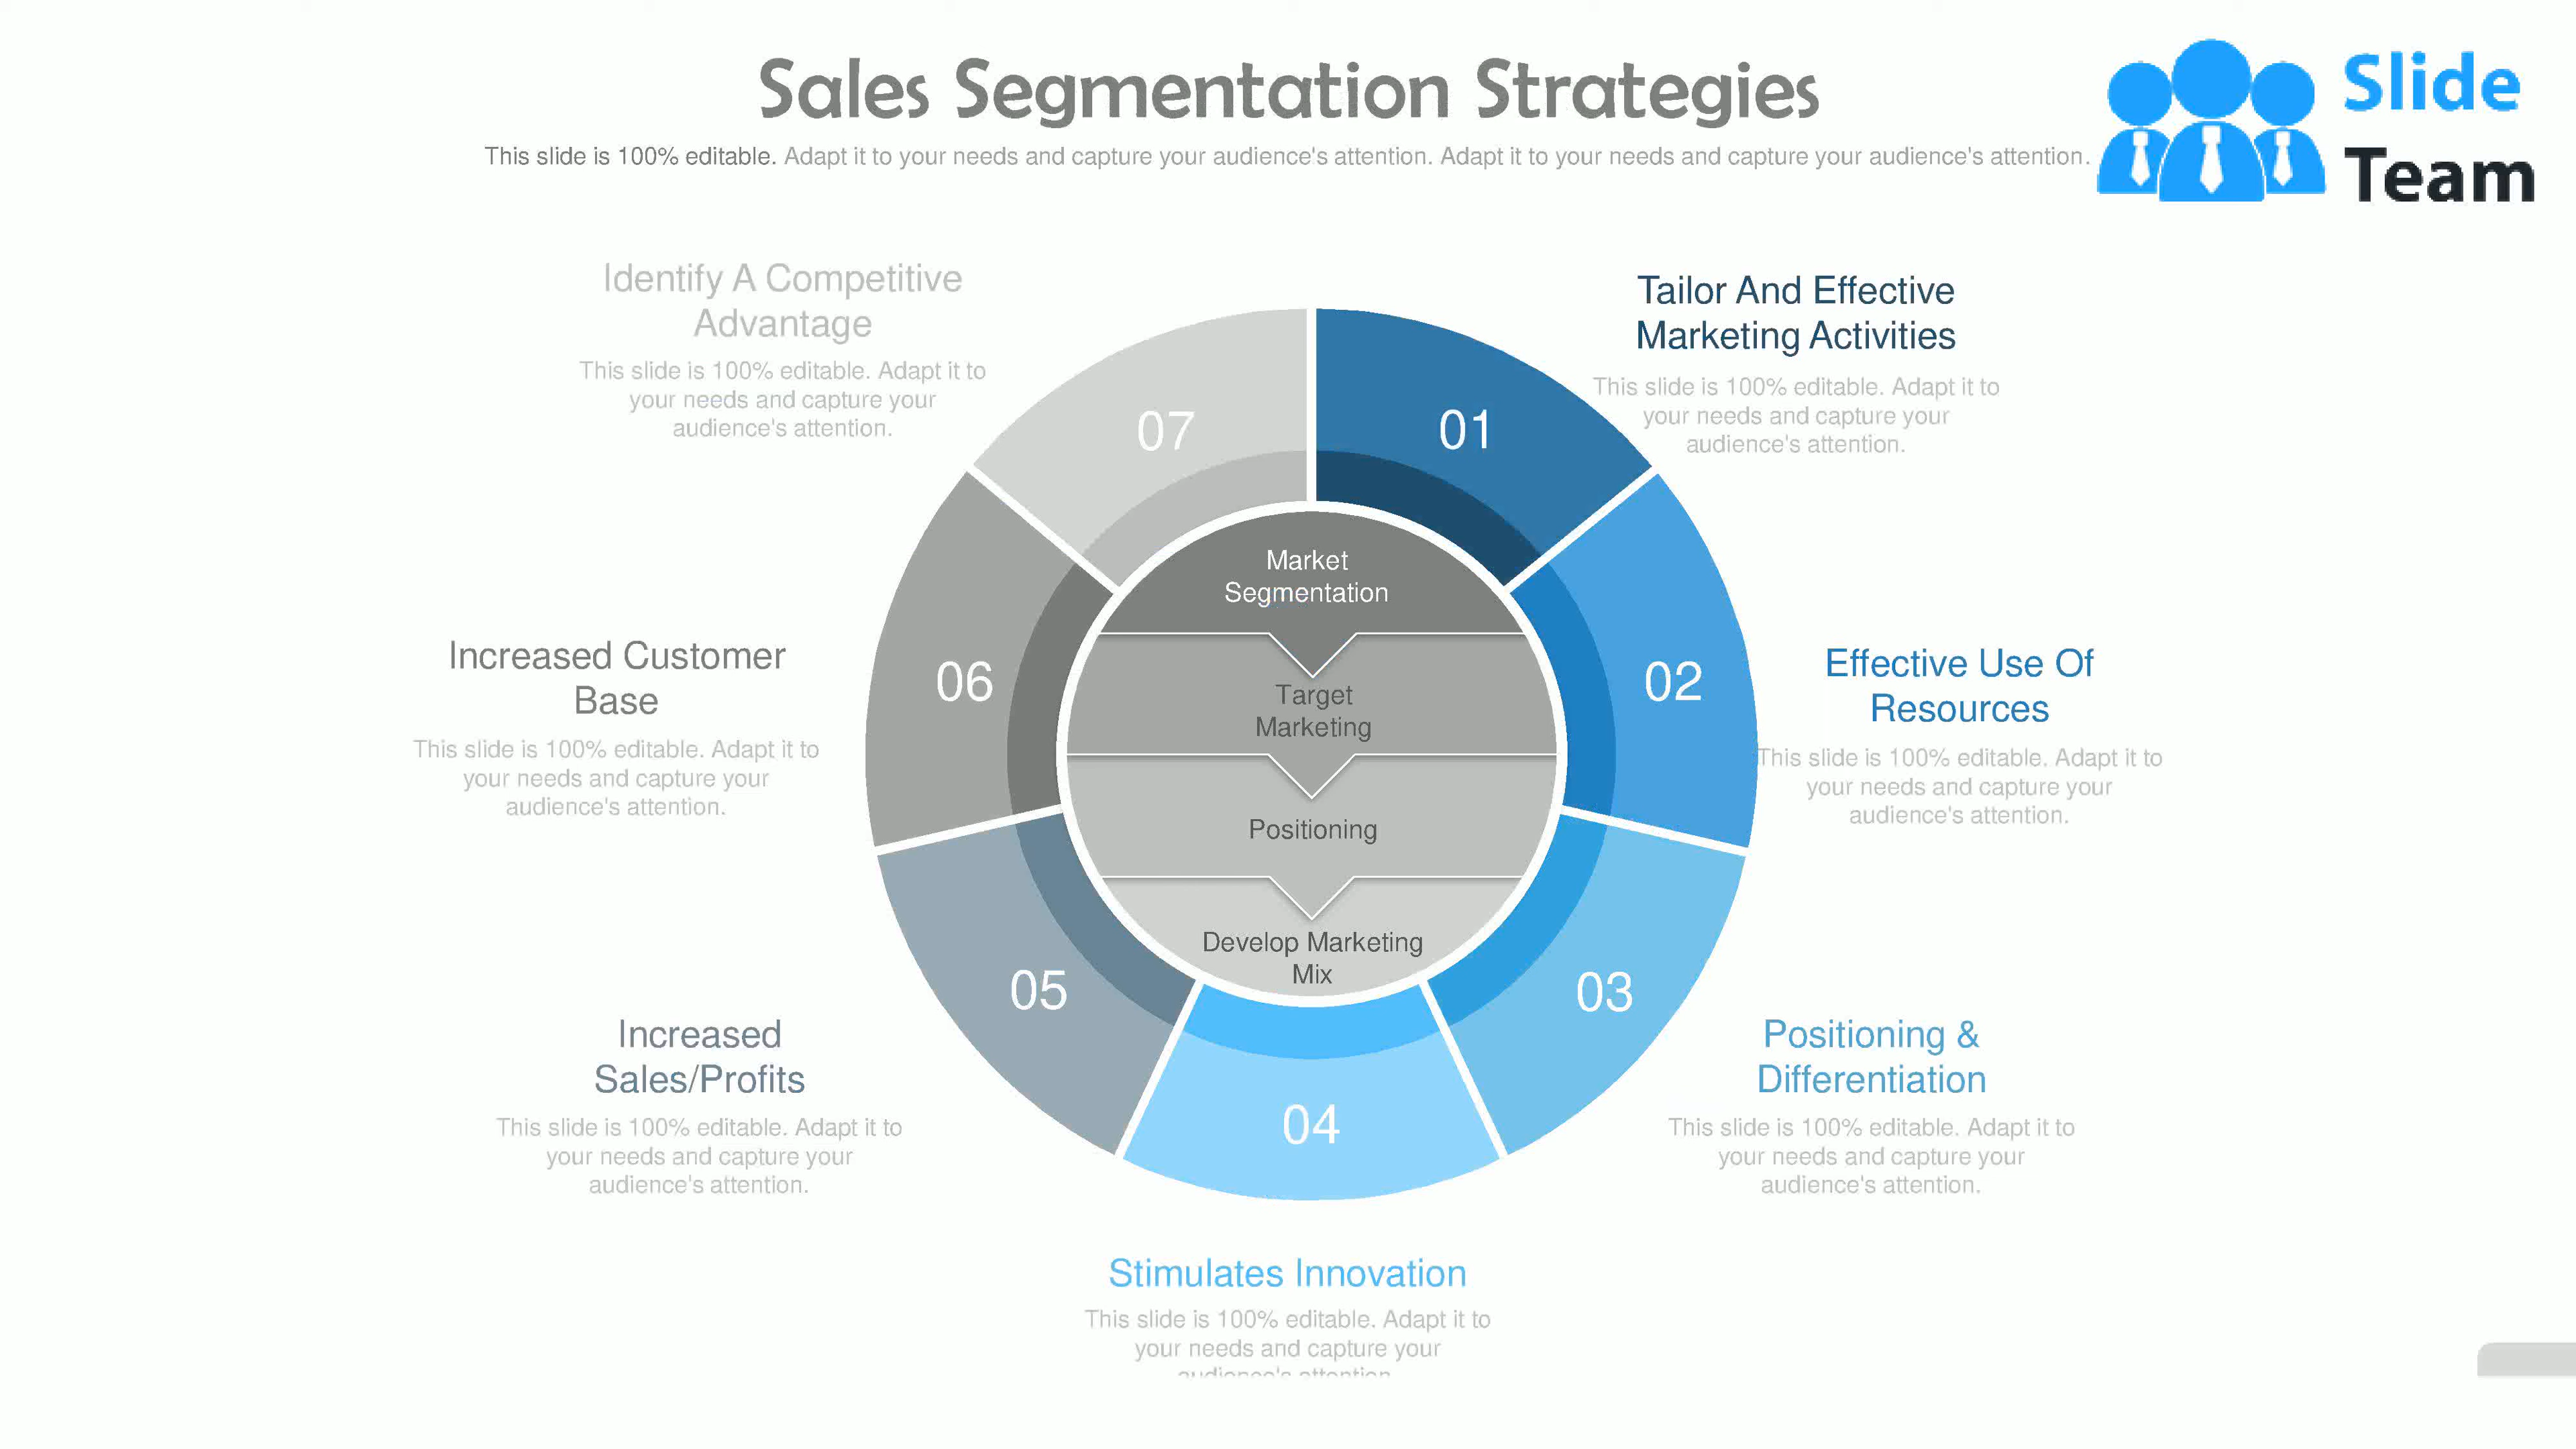 Sales Segmentation Strategies
This slide is 100% editable. Adapt it to your needs and capture your audience's attention. Adapt it to your needs and capture your audience's attention.
Slide
Team
Identify A Competitive
Advantage
This slide is 100% editable. Adapt it to
your needs and capture your
audience's attention.
Tailor And Effective
Marketing Activities
This slide is 100% editable. Adapt it to
your needs and capture your
audience's attention.
07
01
Market
Segmentation
Increased Customer
Base
This slide is 100% editable. Adapt it to
your needs and capture your
audience's attention.
06
Target
Marketing
02
Effective Use Of
Resources
This slide is 100% editable. Adapt it to
your needs and capture your
audience's attention.
Positioning
Develop Marketing
Mix
05
03
Increased
Sales/Profits
This slide is 100% editable. Adapt it to
your needs and capture your
audience's attention.
04
Positioning &
Differentiation
This slide is 100% editable. Adapt it to
your needs and capture your
audience's attention.
Stimulates Innovation
This slide is 100% editable. Adapt it to
your needs and capture your
audience's attention